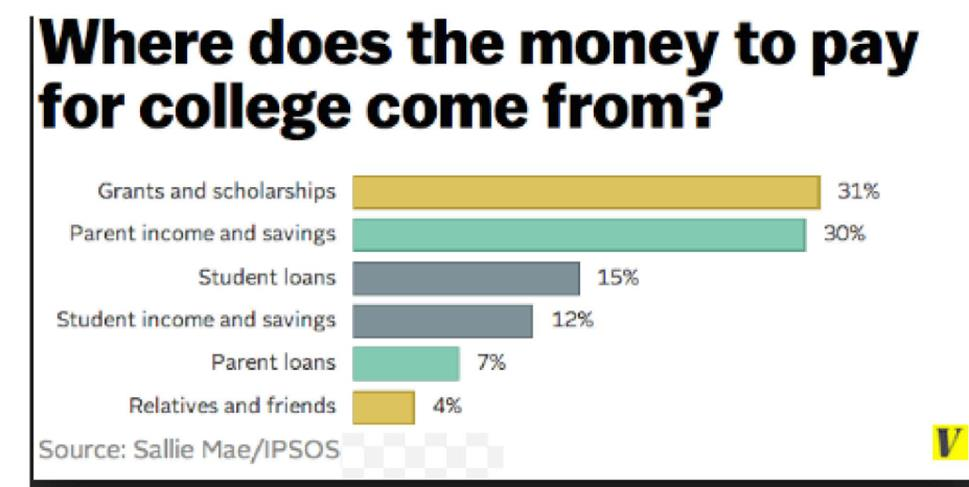 Where does the money to pay
for college come from?
Grants and scholarships 31%
Parent income and savings 30%
Student loans 15%
Student income and savings 12%
Parent loans 7%
Relatives and friends 4%
Source: Sallie Mae/IPSOS
V